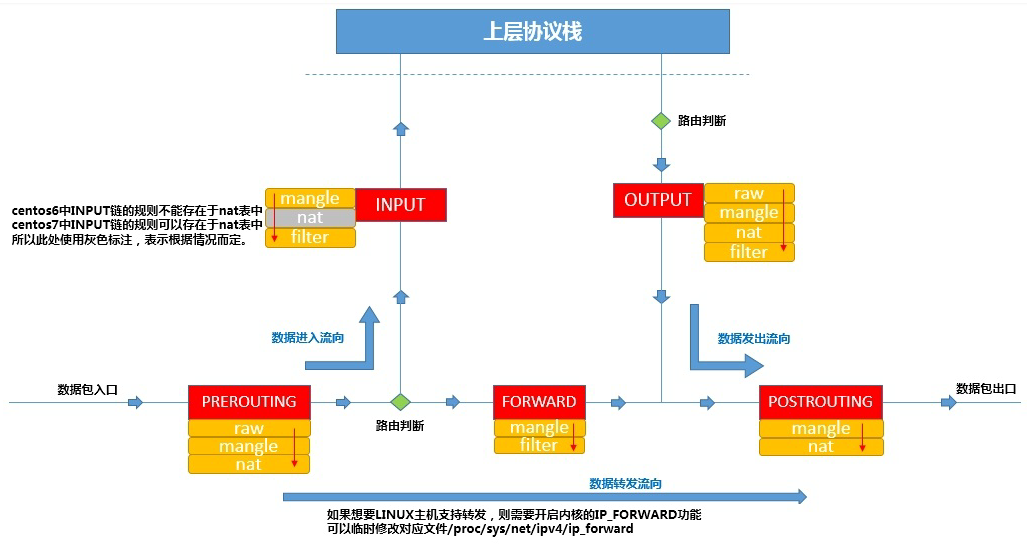 上层协议栈
路由判断
mangle
nat
filter
INPUT
OUTPUT
raw
mangle
nat
filter
centos6中INPUT链的规则不能存在于nat表中
centos7中INPUT链的规则可以存在于nat表中
所以此处使用灰色标注，表示根据情况而定。
数据进入流向
数据发出流向
数据包入口
PREROUTING
raw
mangle
nat
路由判断
FORWARD
mangle
filter
POSTROUTING
mangle
nat
数据包出口
数据转发流向
如果想要LINUX主机支持转发，则需要开启内核的IP_FORWARD功能
可以临时修改对应文件/proc/sys/net/ipv4/ip_forward